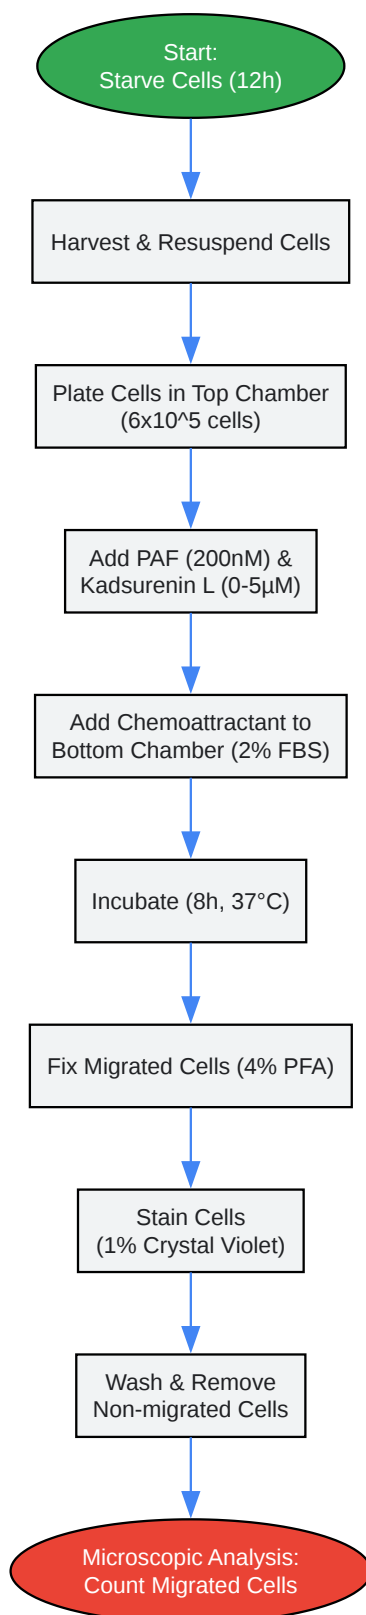 Start:
Starve Cells (12h)
Harvest & Resuspend Cells
Plate Cells in Top Chamber
(6x10^5 cells)
Add PAF (200nM) &
Kadsurenin L (0-5µM)
Add Chemoattractant to
Bottom Chamber (2% FBS)
Incubate (8h, 37°C)
Fix Migrated Cells (4% PFA)
Stain Cells
(1% Crystal Violet)
Wash & Remove
Non-migrated Cells
Microscopic Analysis:
Count Migrated Cells